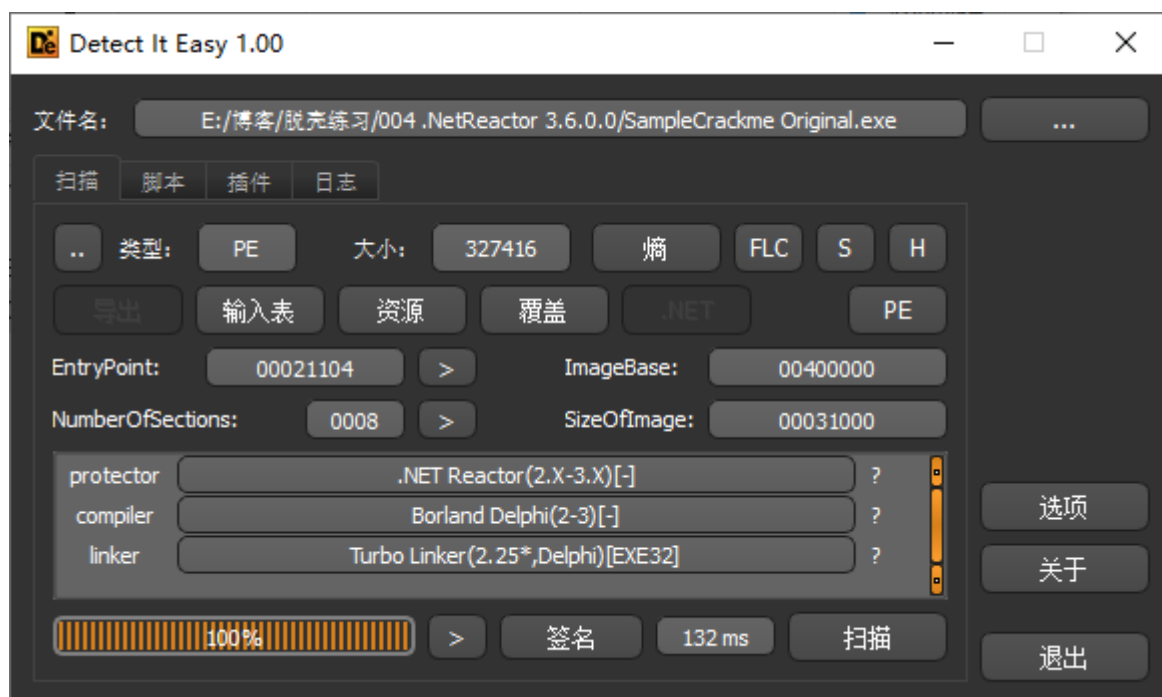 Detect It Easy 1.00
文件名: E:/博客/脱壳练习/004 .NetReactor 3.6.0.0/SampleCrackme Original.exe ...
扫描 脚本 插件 日志
.. 类型: PE 大小: 327416 熵 FLC S H
导出 输入表 资源 覆盖 .NET PE
EntryPoint: 00021104 > ImageBase: 00400000
NumberOfSections: 0008 > SizeOfImage: 00031000
protector .NET Reactor(2.X-3.X)[-] ?
compiler Borland Delphi(2-3)[-] ?
linker Turbo Linker(2.25*,Delphi)[EXE32] ?
选项
关于
100% > 签名 132 ms 扫描
退出